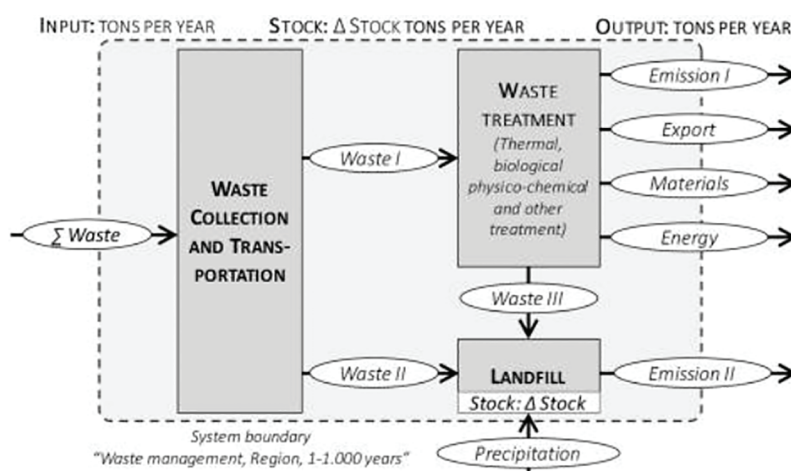 INPUT: TONS PER YEAR
STOCK: Δ STOCK TONS PER YEAR
OUTPUT: TONS PER YEAR
∑ Waste
WASTE
COLLECTION
AND TRANS-
PORTATION
Waste I
Waste II
WASTE
TREATMENT
(Thermal,
biological
physico-chemical
and other
treatment)
Emission I
Export
Materials
Energy
Waste III
LANDFILL
Stock: Δ Stock
Emission II
Precipitation
System boundary
"Waste management, Region, 1-1.000 years"